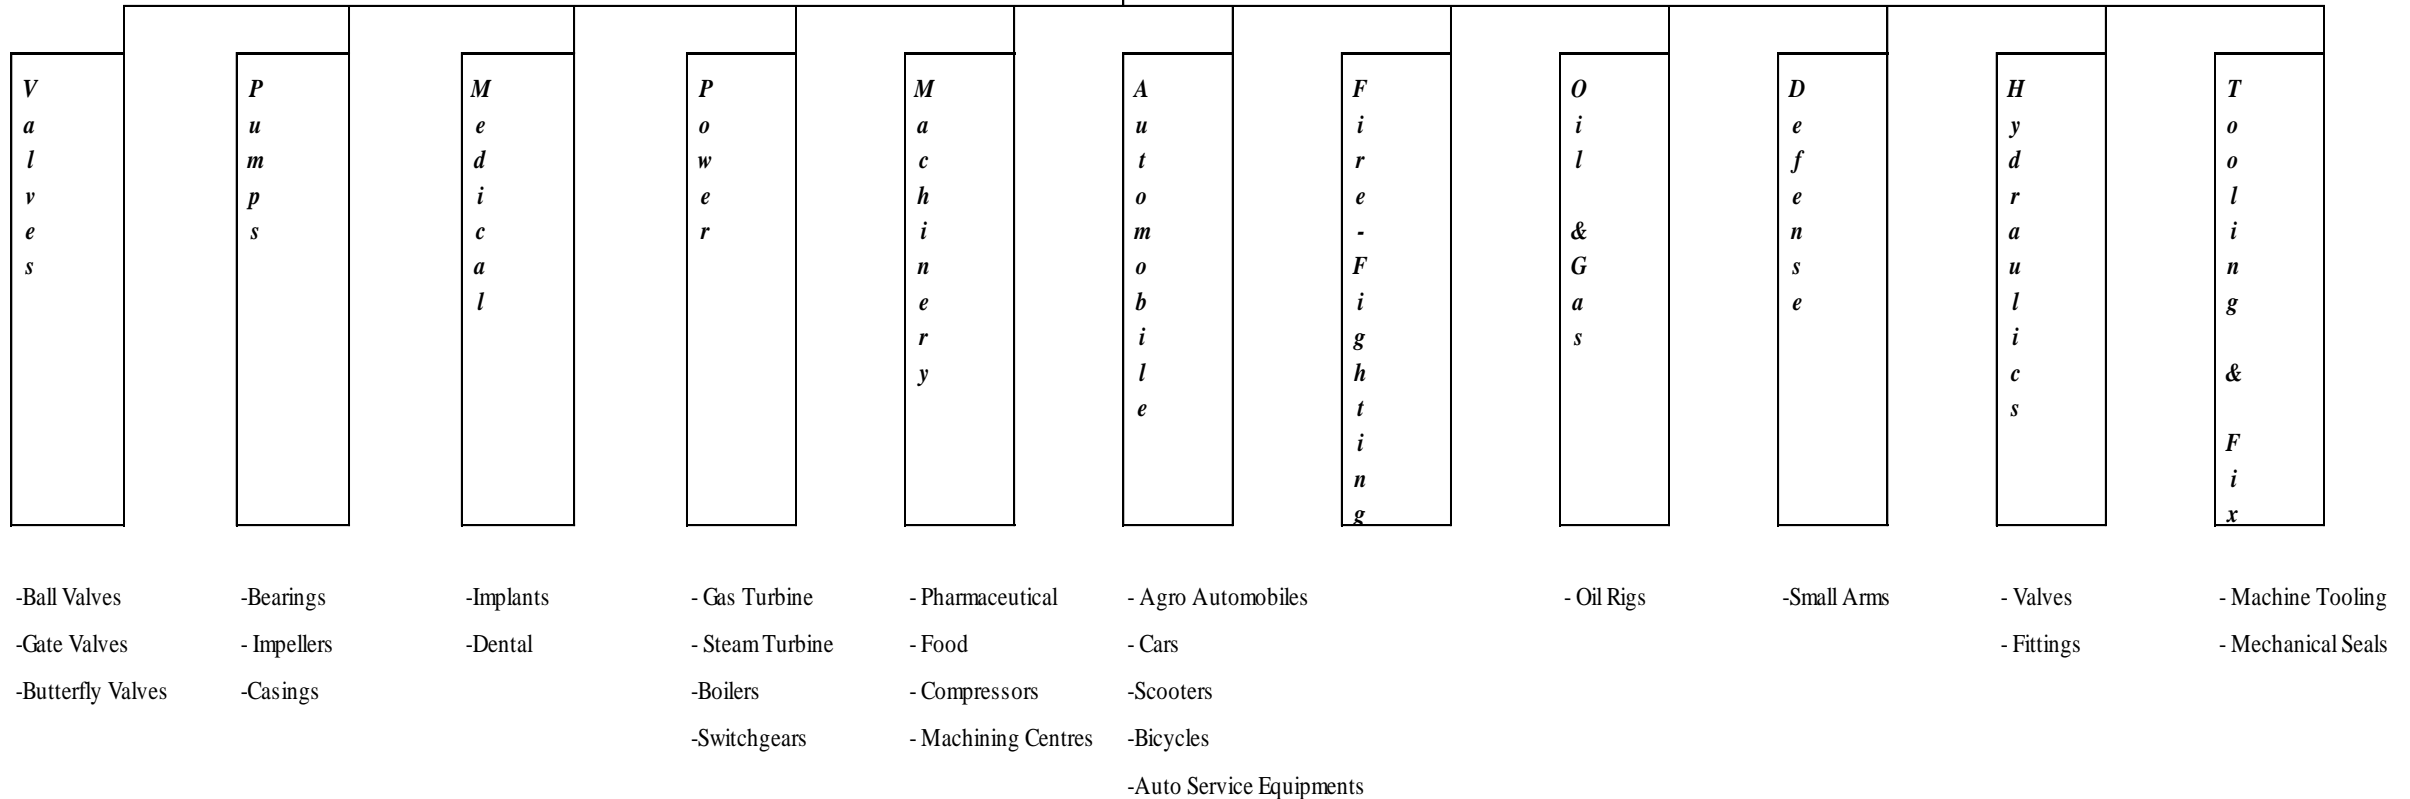 Valves
Pumps
Medical
Power
Machinery
Automobile
Fire-Fighting
Oil &Gas
Defense
Hydraulics
Tooling & Fix
-Ball Valves
-Gate Valves
-Butterfly Valves
-Bearings
- Impellers
-Casings
-Implants
-Dental
- Gas Turbine
- Steam Turbine
-Boilers
-Switchgears
- Pharmaceutical
- Food
- Compressors
- Machining Centres
- Agro Automobiles
- Cars
-Scooters
-Bicycles
-Auto Service Equipments
- Oil Rigs
-Small Arms
- Valves
- Fittings
- Machine Tooling
- Mechanical Seals